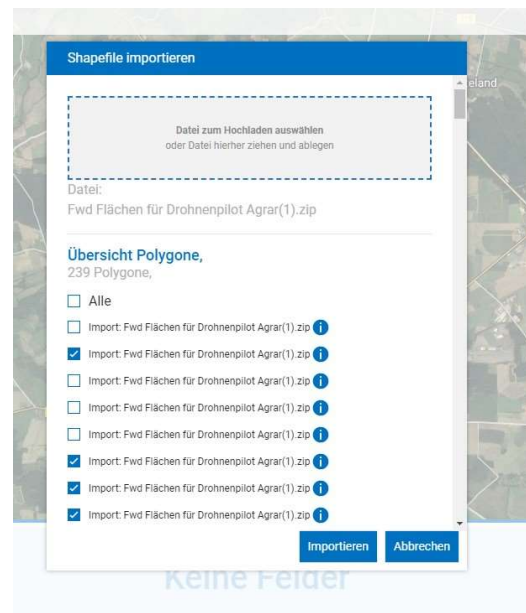 Shapefile importieren
eland
Datei zum Hochladen auswählen
oder Datei hierher ziehen und ablegen
Datei:
Fwd Flächen für Drohnenpilot Agrar(1).zip
Übersicht Polygone,
239 Polygone,
Alle
Import: Fwd Flächen für Drohnenpilot Agrar(1).zip
Import: Fwd Flächen für Drohnenpilot Agrar(1).zip
Import: Fwd Flächen für Drohnenpilot Agrar(1).zip
Import: Fwd Flächen für Drohnenpilot Agrar(1).zip
Import: Fwd Flächen für Drohnenpilot Agrar(1).zip
Import: Fwd Flächen für Drohnenpilot Agrar(1).zip
Import: Fwd Flächen für Drohnenpilot Agrar(1).zip
Import: Fwd Flächen für Drohnenpilot Agrar(1).zip
Importieren Abbrechen
Keine Felder